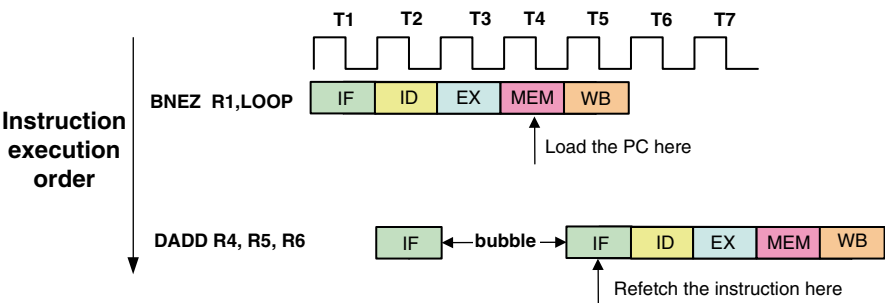 T1 T2 T3 T4 T5 T6 T7
BNEZ R1,LOOP
IF ID EX MEM WB
Load the PC here
Instruction
execution
order
DADD R4, R5, R6
IF bubble IF ID EX MEM WB
Refetch the instruction here